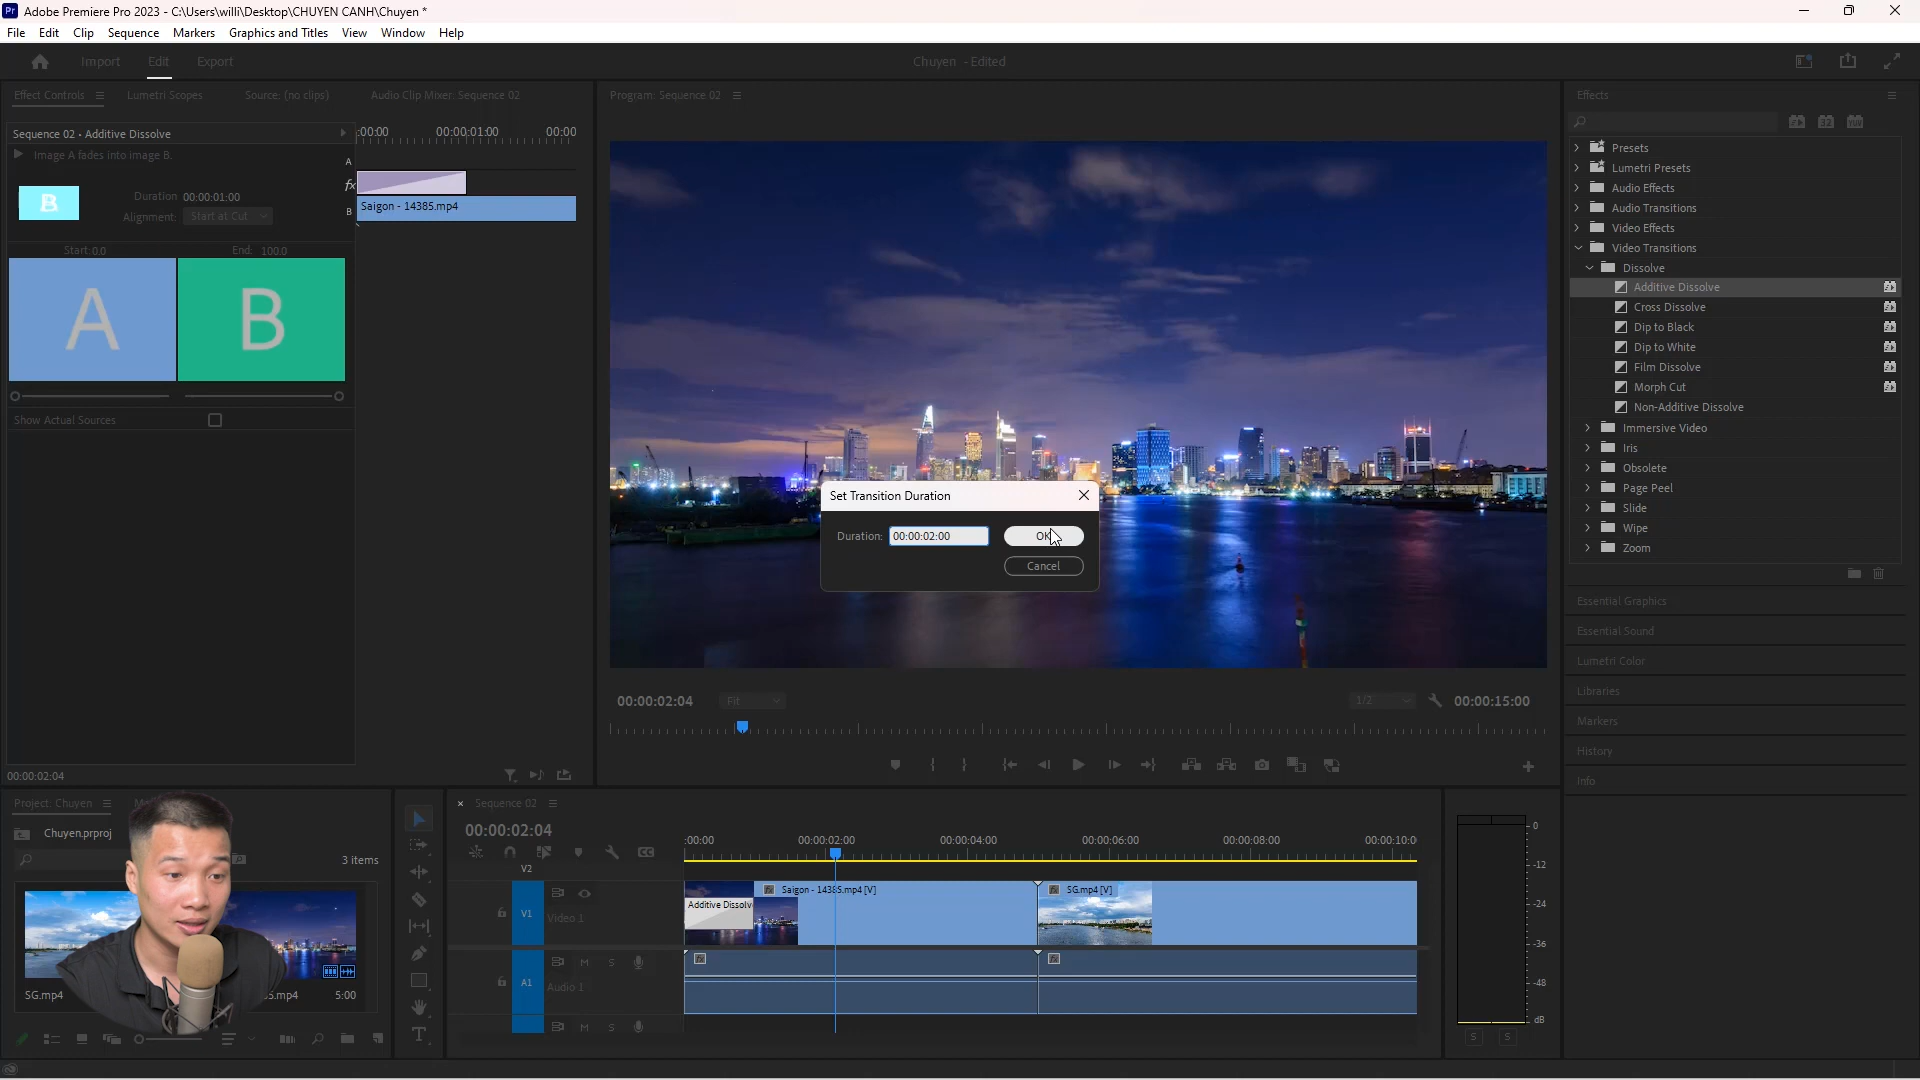 Pr Adobe Premiere Pro 2023 - C:\Users\willi\Desktop\CHUYEN CANH\Chuyen *
File Edit Clip Sequence Markers Graphics and Titles View Window Help
Import Edit Export Chuyen - Edited
Effect Controls Lumetri Scopes Source: (no clips) Audio Clip Mixer: Sequence 02
Sequence 02 • Additive Dissolve
:00:00 00:00:01:00 00:00
Image A fades into image B.
A
fx
B
B
Saigon - 14385.mp4
Duration 00:00:01:00
Alignment: Start at Cut
Start: 0.0 End: 100.0
A B
Show Actual Sources
00:00:02:04
Program: Sequence 02
Set Transition Duration
Duration: 00:00:02:00 OK
Cancel
00:00:02:04 Fit 1/2 00:00:15:00
Effects
Presets
Lumetri Presets
Audio Effects
Audio Transitions
Video Effects
Video Transitions
Dissolve
Additive Dissolve
Cross Dissolve
Dip to Black
Dip to White
Film Dissolve
Morph Cut
Non-Additive Dissolve
Immersive Video
Iris
Obsolete
Page Peel
Slide
Wipe
Zoom
Essential Graphics
Essential Sound
Lumetri Color
Libraries
Markers
History
Info
Project: Chuyen
Chuyen.prproj
3 items
SG.mp4 5.mp4 5:00
Sequence 02
00:00:02:04
:00:00 00:00:02:00 00:00:04:00 00:00:06:00 00:00:08:00 00:00:10:0
V2
V1 Video 1
Saigon - 14385.mp4 [V]
Additive Dissolv
SG.mp4 [V]
A1 Audio 1
M S
M S
0
-12
-24
-36
-48
dB
S S